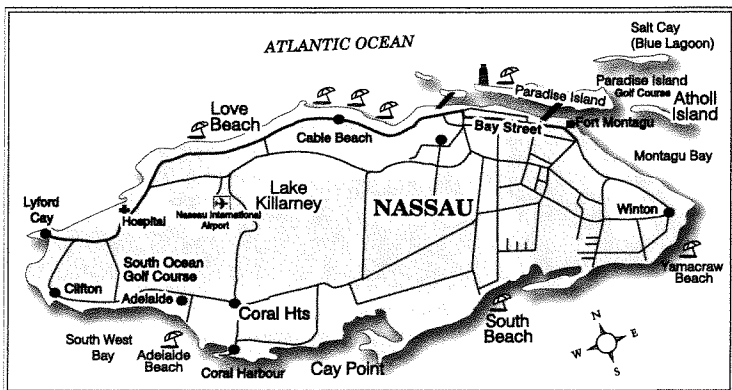 Salt Cay
(Blue Lagoon)
ATLANTIC OCEAN
Paradise Island
Golf Course
Paradise Island
Atholl
Island
Love
Beach
Cable Beach
Bay Street
Fort Montagu
Montagu Bay
Lyford
Cay
Hospital
Nassau International
Airport
Lake
Killarney
NASSAU
Winton
South Ocean
Golf Course
Clifton
Adelaide
Coral Hts
Yamacraw
Beach
South
Beach
South West
Bay
Adelaide
Beach
Coral Harbour
Cay Point
N
W
E
S